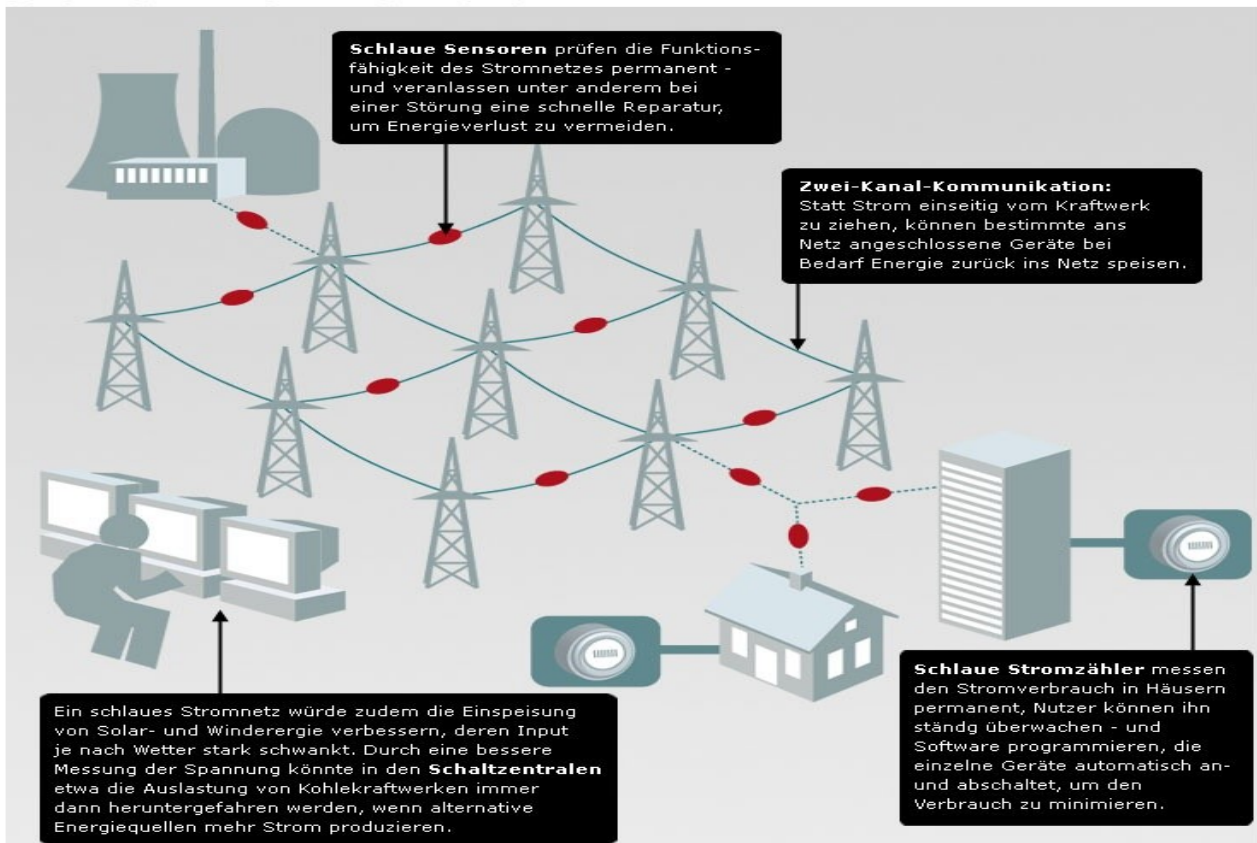 Schlaue Sensoren prüfen die Funktions-
fähigkeit des Stromnetzes permanent -
und veranlassen unter anderem bei
einer Störung eine schnelle Reparatur,
um Energieverlust zu vermeiden.
Zwei-Kanal-Kommunikation:
Statt Strom einseitig vom Kraftwerk
zu ziehen, können bestimmte ans
Netz angeschlossene Geräte bei
Bedarf Energie zurück ins Netz speisen.
Ein schlaues Stromnetz würde zudem die Einspeisung
von Solar- und Winderergie verbessern, deren Input
je nach Wetter stark schwankt. Durch eine bessere
Messung der Spannung könnte in den Schaltzentralen
etwa die Auslastung von Kohlekraftwerken immer
dann heruntergefahren werden, wenn alternative
Energiequellen mehr Strom produzieren.
Schlaue Stromzähler messen
den Stromverbrauch in Häusern
permanent, Nutzer können ihn
ständg überwachen - und
Software programmieren, die
einzelne Geräte automatisch an-
und abschaltet, um den
Verbrauch zu minimieren.